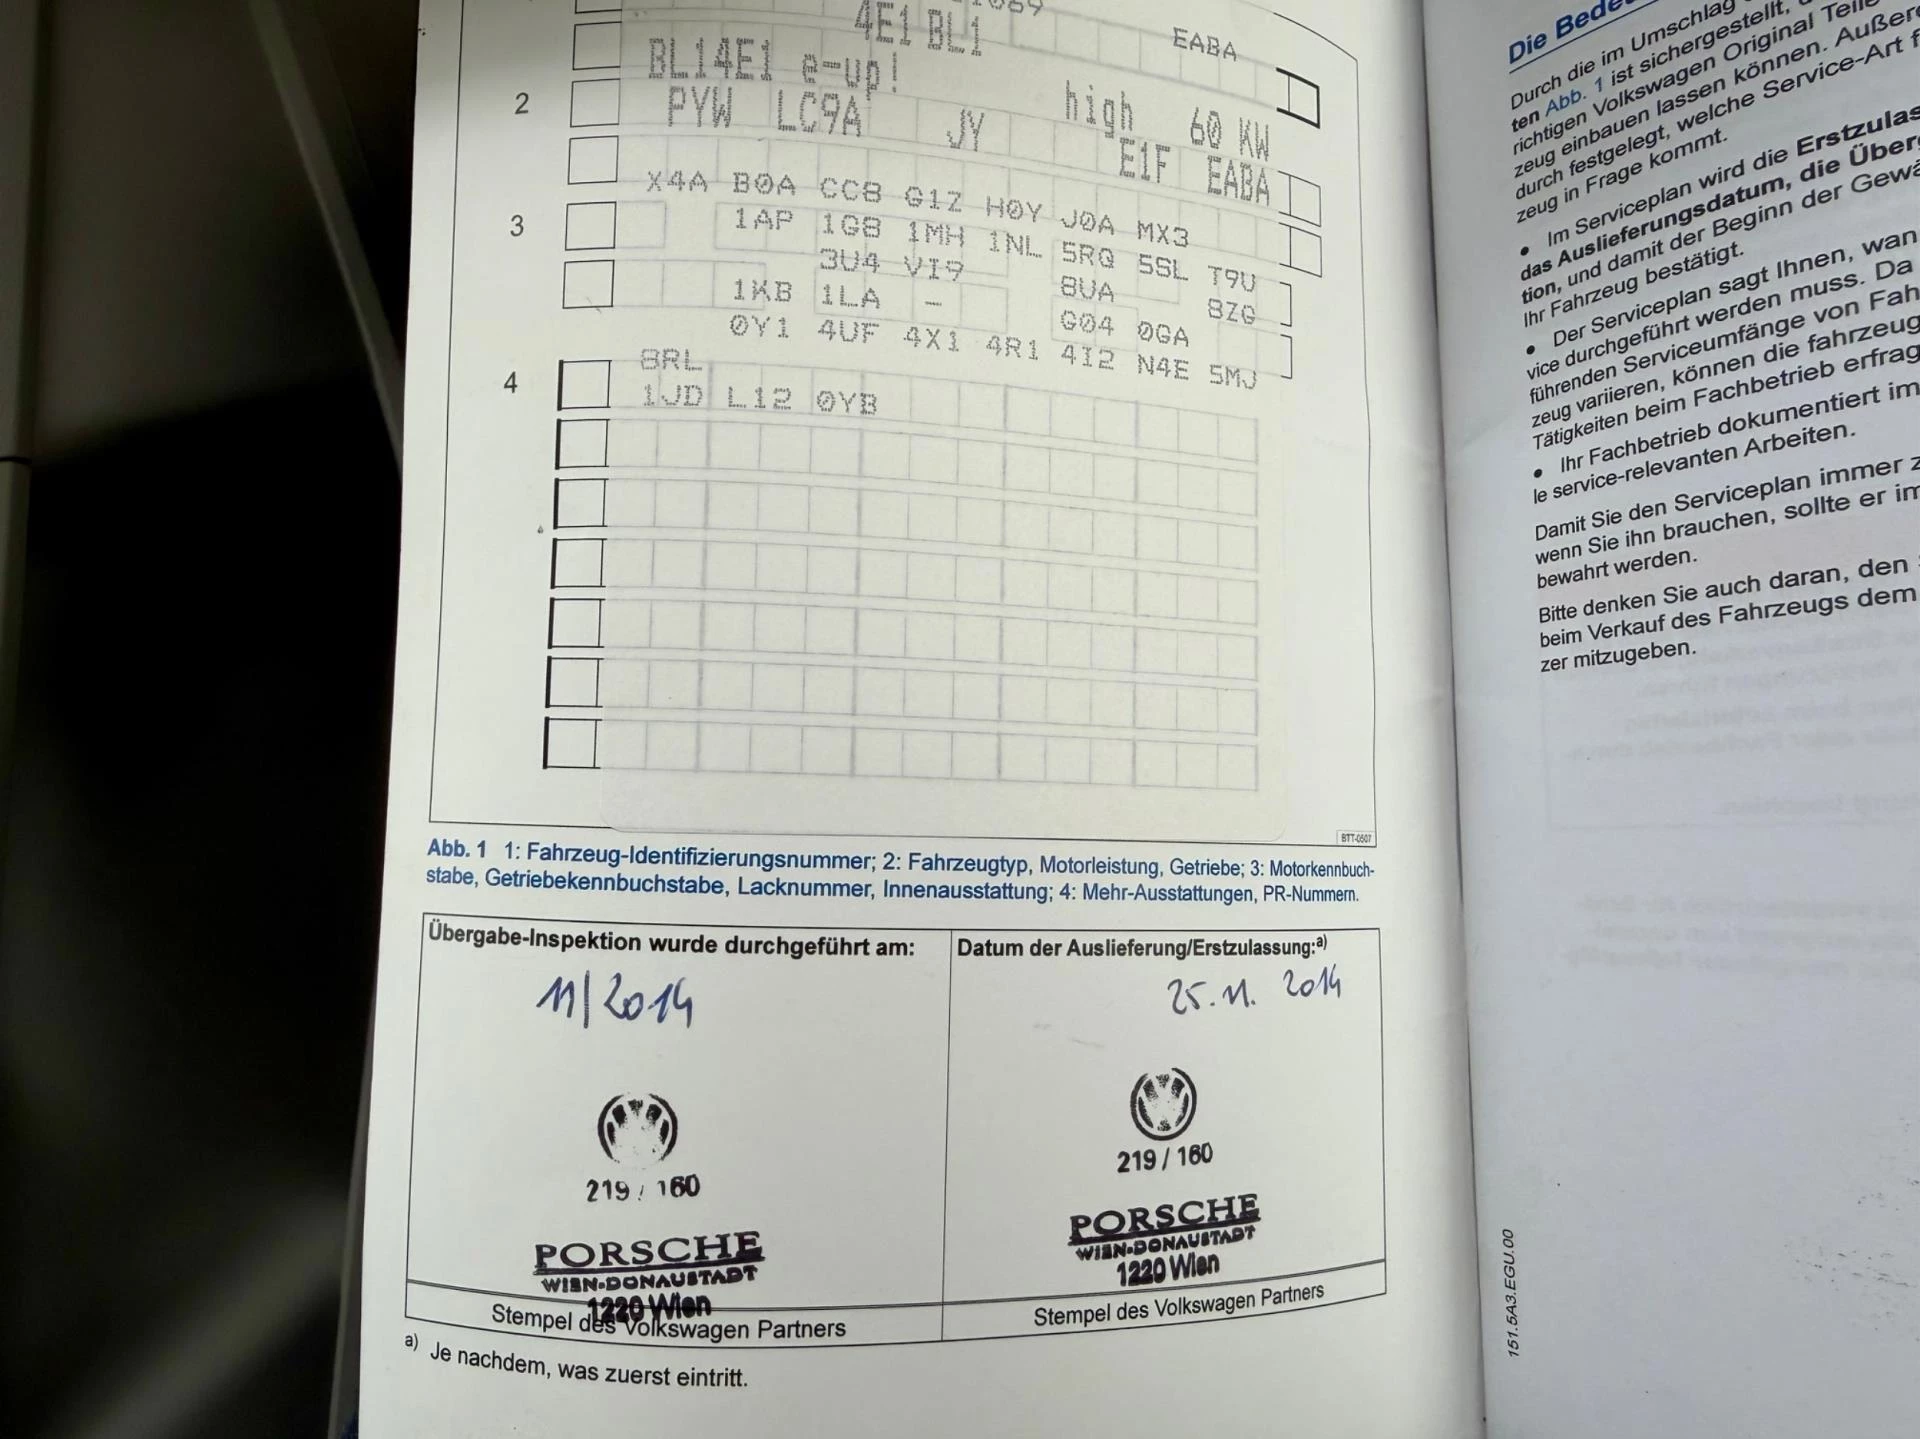 EABA
BL1ME1 e-up!
2
high 60 KW
PYW LC9A
E1F EABA
X4A B0A CC8 G1Z H0Y J0A MX3
3
1AP 1G8 1MH 1NL 5RQ 5SL T9U
3U4 VI9 8UA 8ZG
1KB 1LA - G04 0GA
0Y1 4UF 4X1 4R1 4I2 N4E 5MJ
4
8RL
1JD L12 0YB
BTT-0507
Abb. 1 1: Fahrzeug-Identifizierungsnummer; 2: Fahrzeugtyp, Motorleistung, Getriebe; 3: Motorkennbuch-
stabe, Getriebekennbuchstabe, Lacknummer, Innenausstattung; 4: Mehr-Ausstattungen, PR-Nummern.
Übergabe-Inspektion wurde durchgeführt am:
11/2014
219/160
PORSCHE
WIEN-DONAUSTADT
1220 Wien
Stempel des Volkswagen Partners
Datum der Auslieferung/Erstzulassung:a)
25.11.2014
219/160
PORSCHE
WIEN-DONAUSTADT
1220 Wien
Stempel des Volkswagen Partners
a) Je nachdem, was zuerst eintritt.
Die Bede
Durch die im Umschlag
ten Abb. 1 ist sichergestellt,
richtigen Volkswagen Original Teile
zeug einbauen lassen können. Außer
durch festgelegt, welche Service-Art f
zeug in Frage kommt.
• Im Serviceplan wird die Erstzulas
das Auslieferungsdatum, die Überg
tion, und damit der Beginn der Gewä
Ihr Fahrzeug bestätigt.
• Der Serviceplan sagt Ihnen, wan
vice durchgeführt werden muss. Da
führenden Serviceumfänge von Fah
zeug variieren, können die fahrzeug
Tätigkeiten beim Fachbetrieb erfrag
• Ihr Fachbetrieb dokumentiert im
le service-relevanten Arbeiten.
Damit Sie den Serviceplan immer z
wenn Sie ihn brauchen, sollte er im
bewahrt werden.
Bitte denken Sie auch daran, den
beim Verkauf des Fahrzeugs dem
zer mitzugeben.
151.5A3.EGU.00